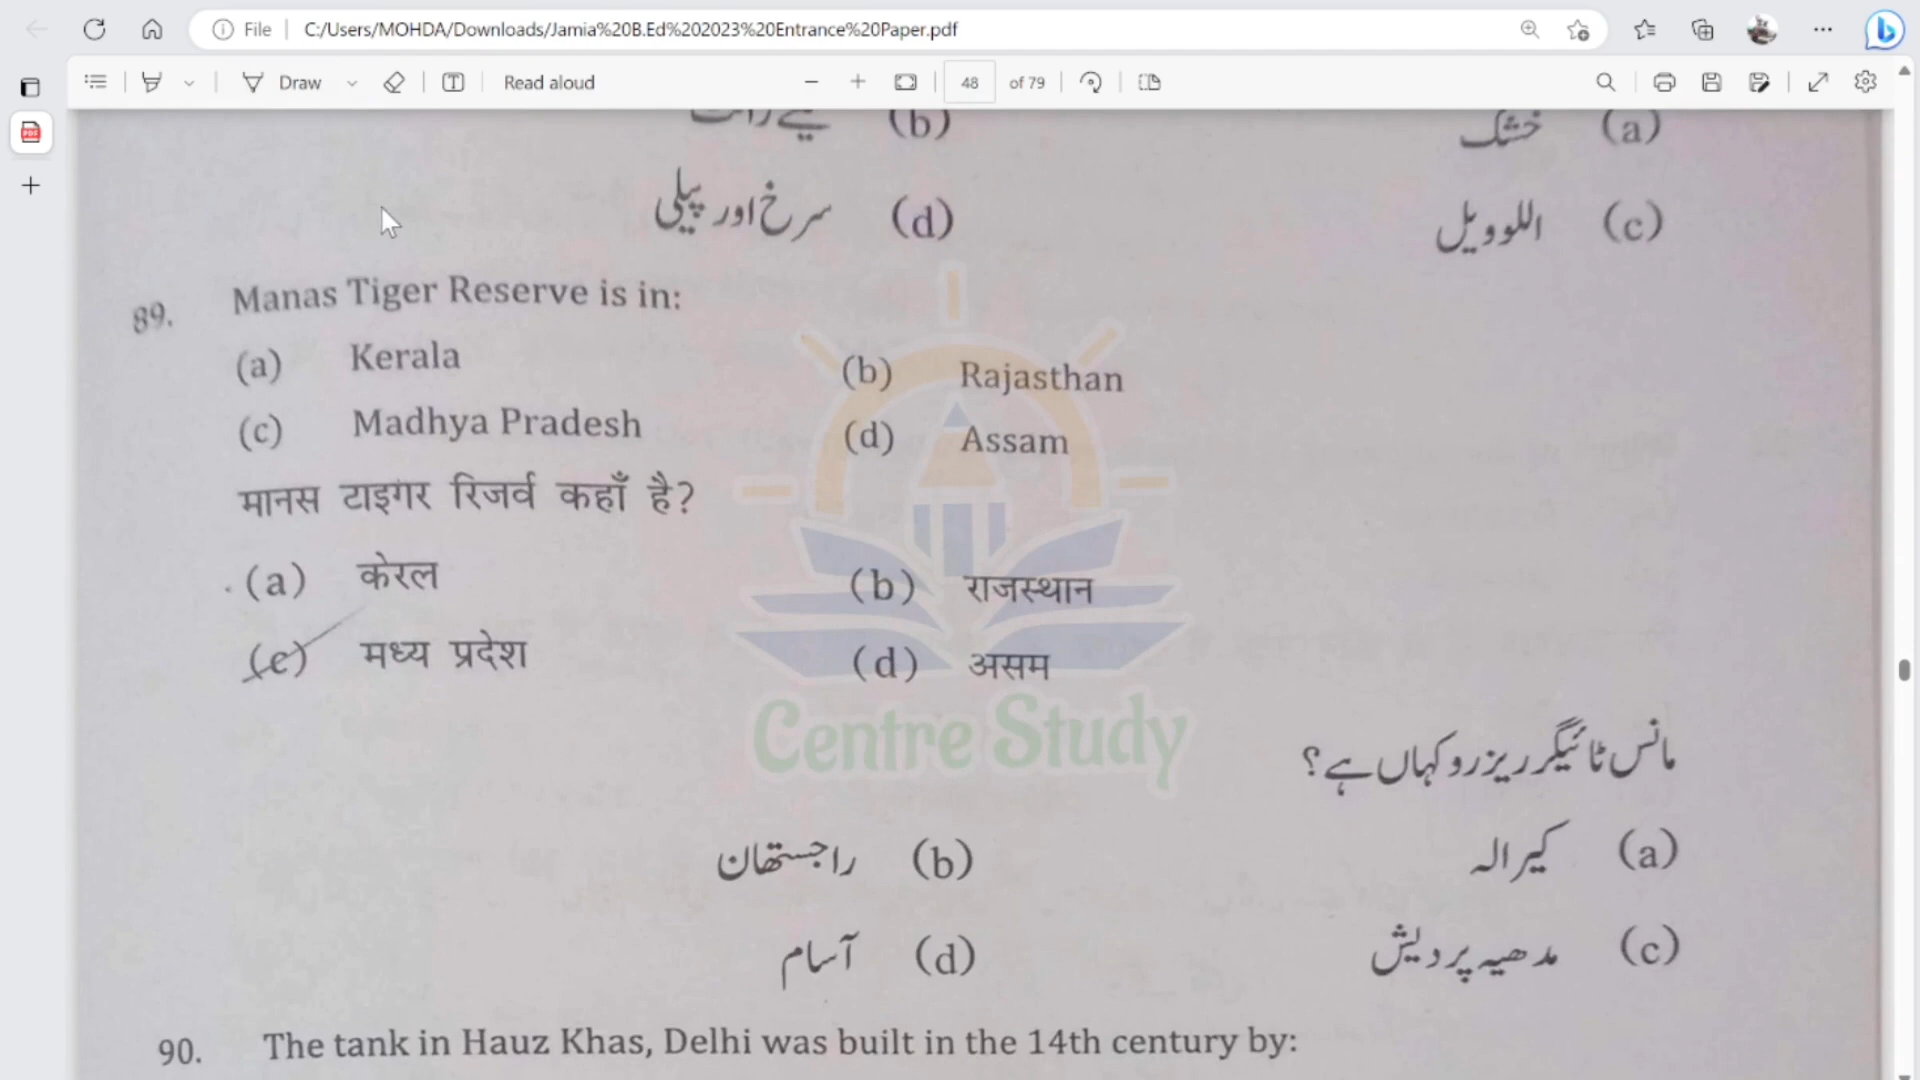 File
C:/Users/MOHDA/Downloads/Jamia%20B.Ed%202023%20Entrance%20Paper.pdf
Draw
Read aloud
48 of 79
(a) خشک (b)
(c) اللوویل (d) سرخ اور پیلی
89. Manas Tiger Reserve is in:
(a) Kerala (b) Rajasthan
(c) Madhya Pradesh (d) Assam
मानस टाइगर रिजर्व कहाँ है?
(a) केरल (b) राजस्थान
(c) मध्य प्रदेश (d) असम
Centre Study
مانس ٹائیگر ریزرو کہاں ہے؟
(a) کیرالہ (b) راجستھان
(c) مدھیہ پردیش (d) آسام
90. The tank in Hauz Khas, Delhi was built in the 14th century by: